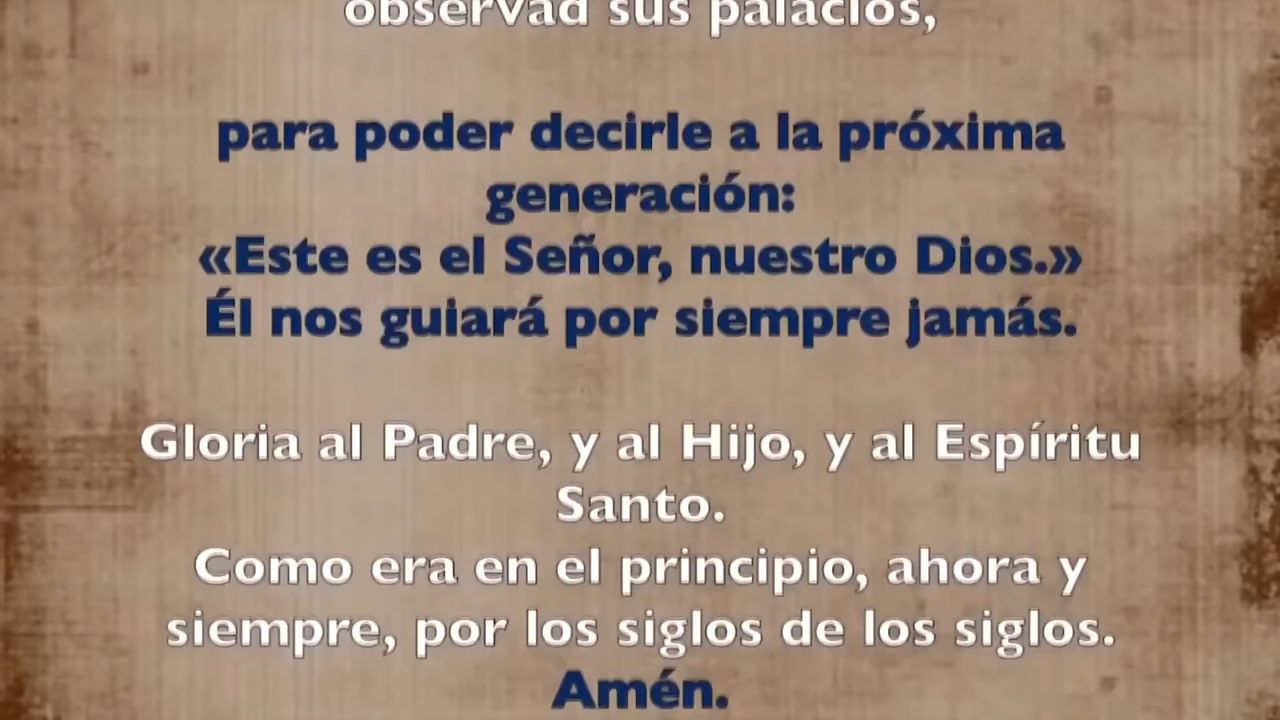 observad sus palacios,
para poder decirle a la próxima
generación:
«Este es el Señor, nuestro Dios.»
Él nos guiará por siempre jamás.
Gloria al Padre, y al Hijo, y al Espíritu
Santo.
Como era en el principio, ahora y
siempre, por los siglos de los siglos.
Amén.